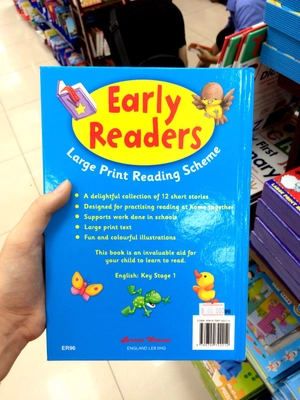 Early
Readers
Large Print Reading Scheme
A delightful collection of 12 short stories
Designed for practising reading at home together
Supports work done in schools
Large print text
Fun and colourful illustrations
This book is an invaluable aid for
your child to learn to read.
English: Key Stage 1
ER96
ENGLAND LE8
My First